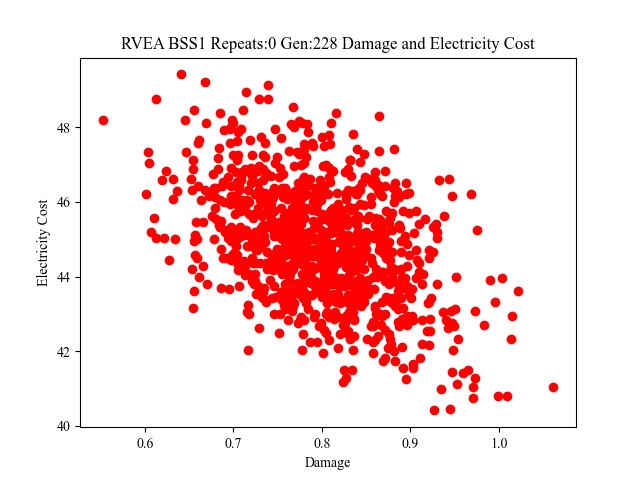 RVEA BSS1 Repeats:0 Gen:228 Damage and Electricity Cost
48
46
44
42
40
Electricity Cost
0.6 0.7 0.8 0.9 1.0
Damage